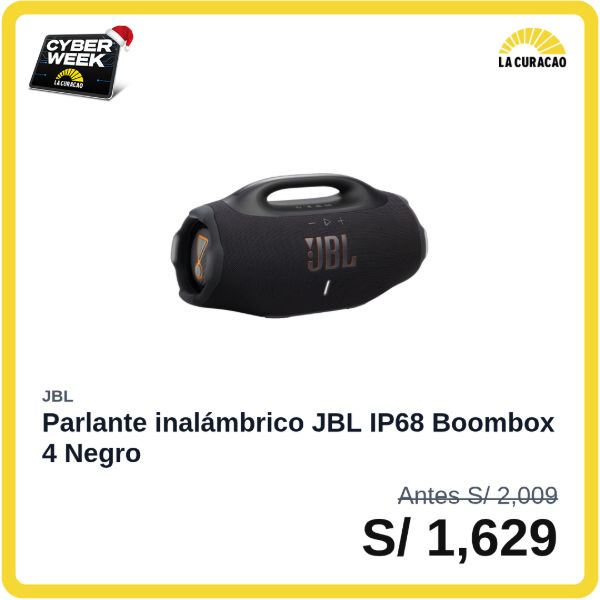 CYBER
WEEK
LA CURACAO
LA CURACAO
JBL
JBL
Parlante inalámbrico JBL IP68 Boombox
4 Negro
Antes S/ 2,009
S/ 1,629